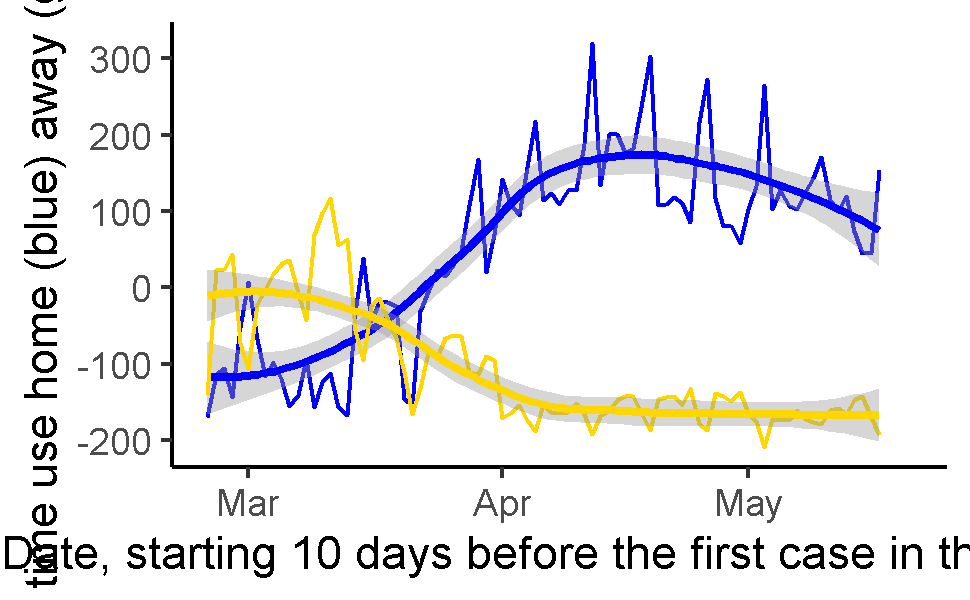 time use home (blue) away (
300
200
100
0
-100
-200
Mar Apr May
Date, starting 10 days before the first case in th